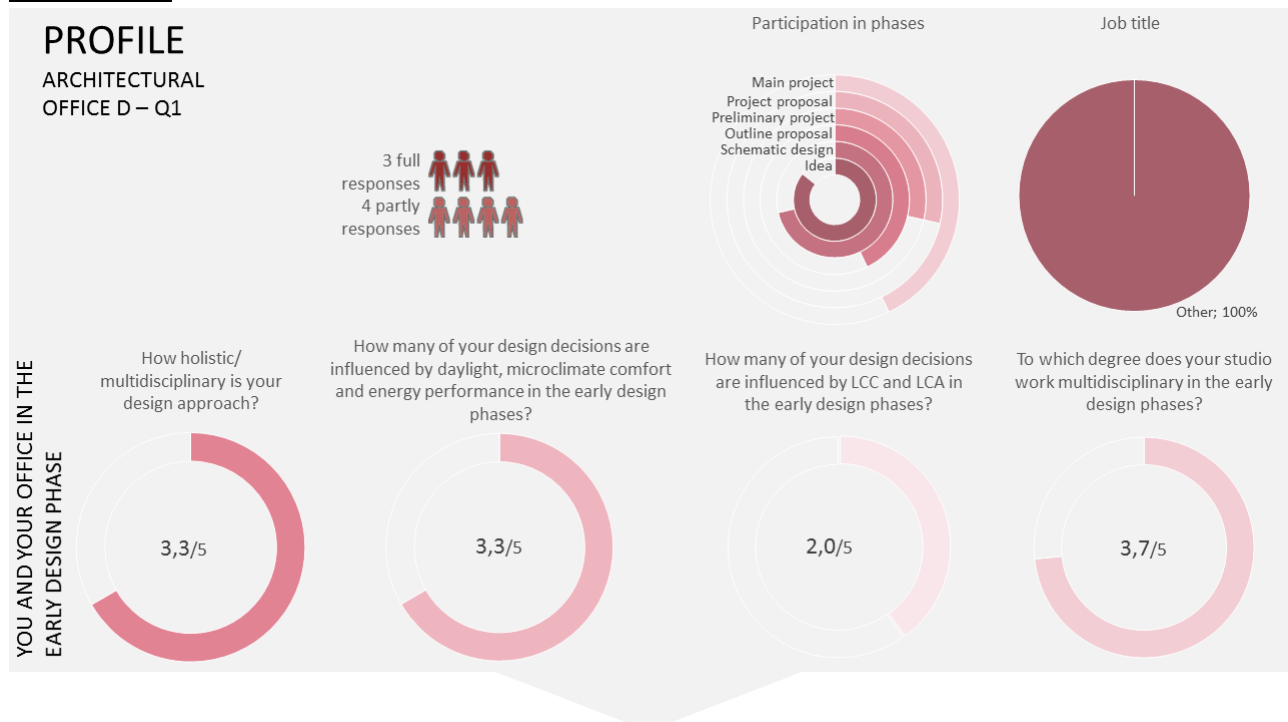 PROFILE
ARCHITECTURAL
OFFICE D – Q1
3 full
responses
4 partly
responses
Participation in phases
Main project
Project proposal
Preliminary project
Outline proposal
Schematic design
Idea
Job title
Other; 100%
YOU AND YOUR OFFICE IN THE
EARLY DESIGN PHASE
How holistic/
multidisciplinary is your
design approach?
3,3/5
How many of your design decisions are
influenced by daylight, microclimate comfort
and energy performance in the early design
phases?
3,3/5
How many of your design decisions
are influenced by LCC and LCA in
the early design phases?
2,0/5
To which degree does your studio
work multidisciplinary in the early
design phases?
3,7/5